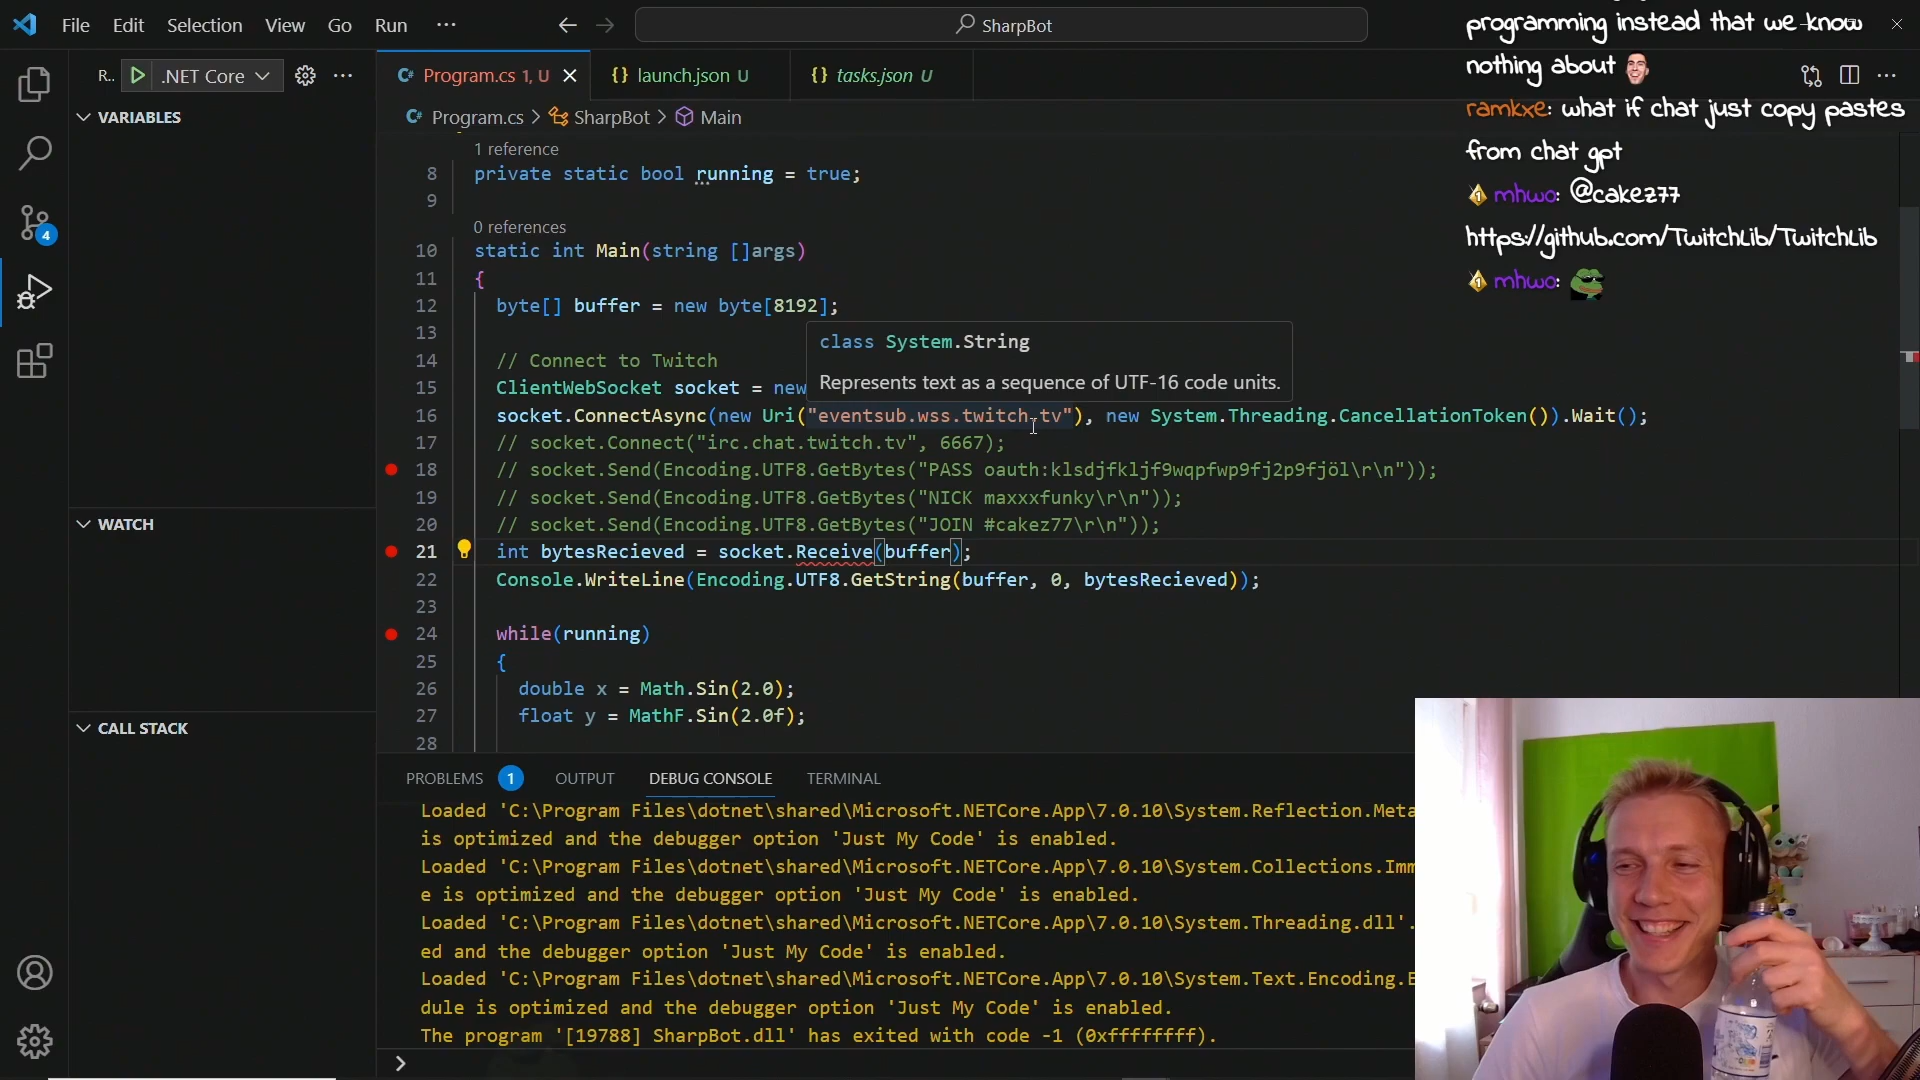 File Edit Selection View Go Run ···
SharpBot
R.. .NET Core ···
Program.cs 1, U
launch.json U
tasks.json U
Program.cs > SharpBot > Main
VARIABLES
WATCH
CALL STACK
4
1 reference
8 private static bool running = true;
9
0 references
10 static int Main(string []args)
11 {
12 byte[] buffer = new byte[8192];
13
class System.String
14 // Connect to Twitch
Represents text as a sequence of UTF-16 code units.
15 ClientWebSocket socket = new
16 socket.ConnectAsync(new Uri("eventsub.wss.twitch.tv"), new System.Threading.CancellationToken()).Wait();
17 // socket.Connect("irc.chat.twitch.tv", 6667);
18 // socket.Send(Encoding.UTF8.GetBytes("PASS oauth:klsdjfkljf9wqpfwp9fj2p9fjöl\r\n"));
19 // socket.Send(Encoding.UTF8.GetBytes("NICK maxxxfunky\r\n"));
20 // socket.Send(Encoding.UTF8.GetBytes("JOIN #cakez77\r\n"));
21 int bytesRecieved = socket.Receive(buffer);
22 Console.WriteLine(Encoding.UTF8.GetString(buffer, 0, bytesRecieved));
23
24 while(running)
25 {
26 double x = Math.Sin(2.0);
27 float y = MathF.Sin(2.0f);
28
PROBLEMS 1 OUTPUT DEBUG CONSOLE TERMINAL
Loaded 'C:\Program Files\dotnet\shared\Microsoft.NETCore.App\7.0.10\System.Reflection.Meta
is optimized and the debugger option 'Just My Code' is enabled.
Loaded 'C:\Program Files\dotnet\shared\Microsoft.NETCore.App\7.0.10\System.Collections.Imm
e is optimized and the debugger option 'Just My Code' is enabled.
Loaded 'C:\Program Files\dotnet\shared\Microsoft.NETCore.App\7.0.10\System.Threading.dll'.
ed and the debugger option 'Just My Code' is enabled.
Loaded 'C:\Program Files\dotnet\shared\Microsoft.NETCore.App\7.0.10\System.Text.Encoding.E
dule is optimized and the debugger option 'Just My Code' is enabled.
The program '[19788] SharpBot.dll' has exited with code -1 (0xffffffff).
programming instead that we know
nothing about
ramkxe: what if chat just copy pastes
from chat gpt
mhwo: @cakez77
https://github.com/TwitchLib/TwitchLib
mhwo: